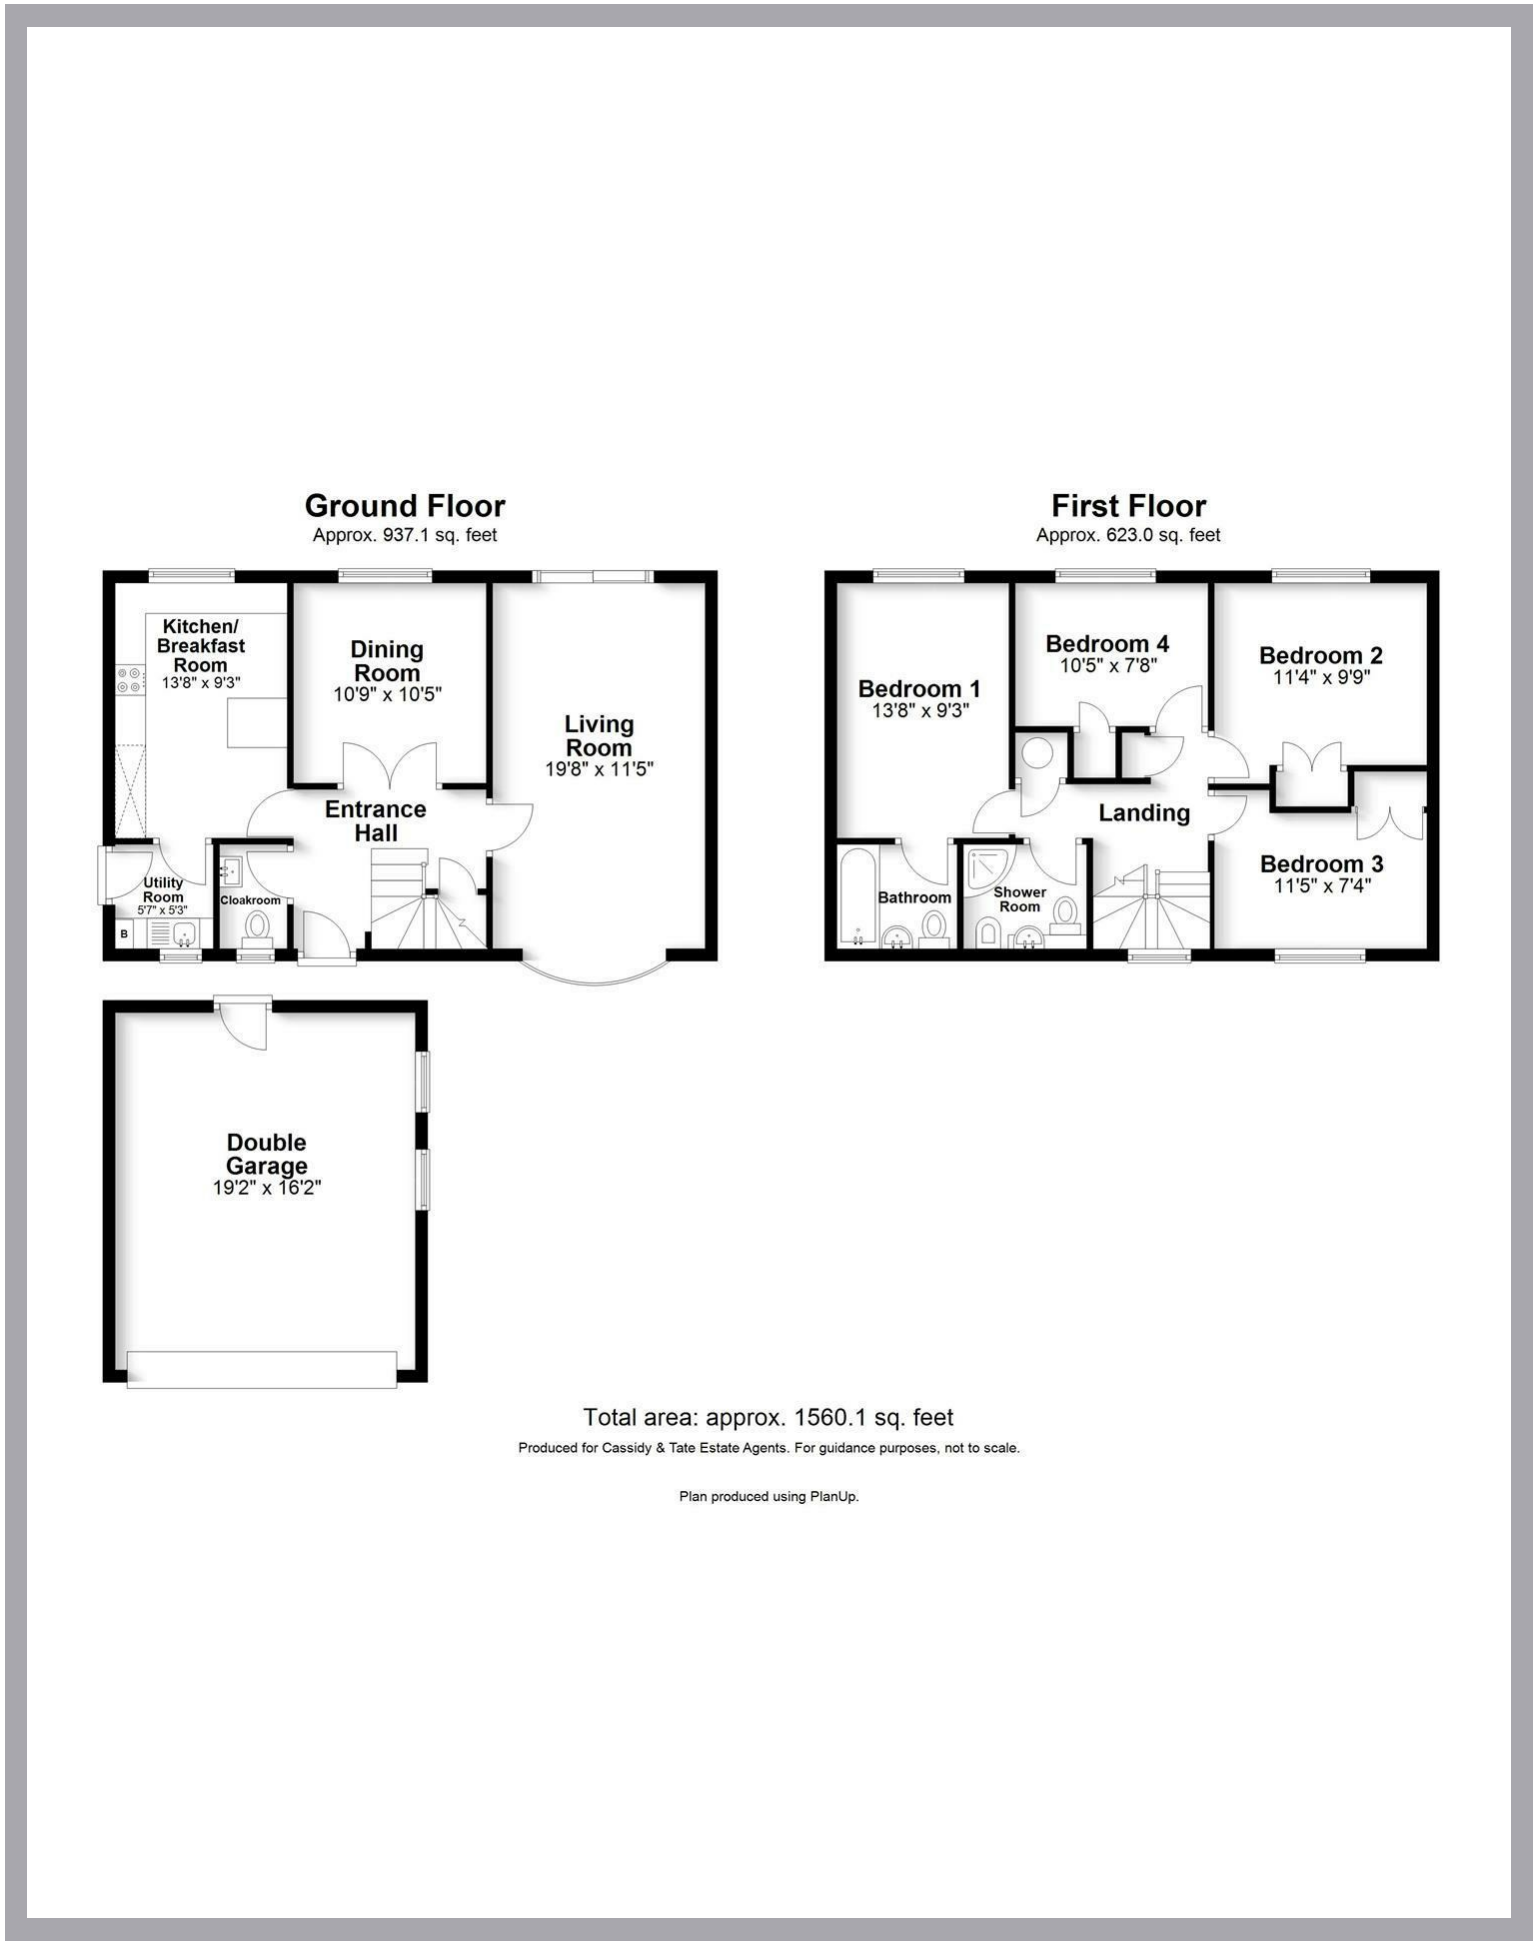 Ground Floor
Approx. 937.1 sq. feet
Kitchen/
Breakfast
Room
13'8" x 9'3"
Dining
Room
10'9" x 10'5"
Living
Room
19'8" x 11'5"
Entrance
Hall
Utility
Room
5'7" x 5'3"
B
Cloakroom
Double
Garage
19'2" x 16'2"
First Floor
Approx. 623.0 sq. feet
Bedroom 1
13'8" x 9'3"
Bedroom 4
10'5" x 7'8"
Bedroom 2
11'4" x 9'9"
Landing
Bedroom 3
11'5" x 7'4"
Bathroom
Shower
Room
Total area: approx. 1560.1 sq. feet
Produced for Cassidy & Tate Estate Agents. For guidance purposes, not to scale.
Plan produced using PlanUp.